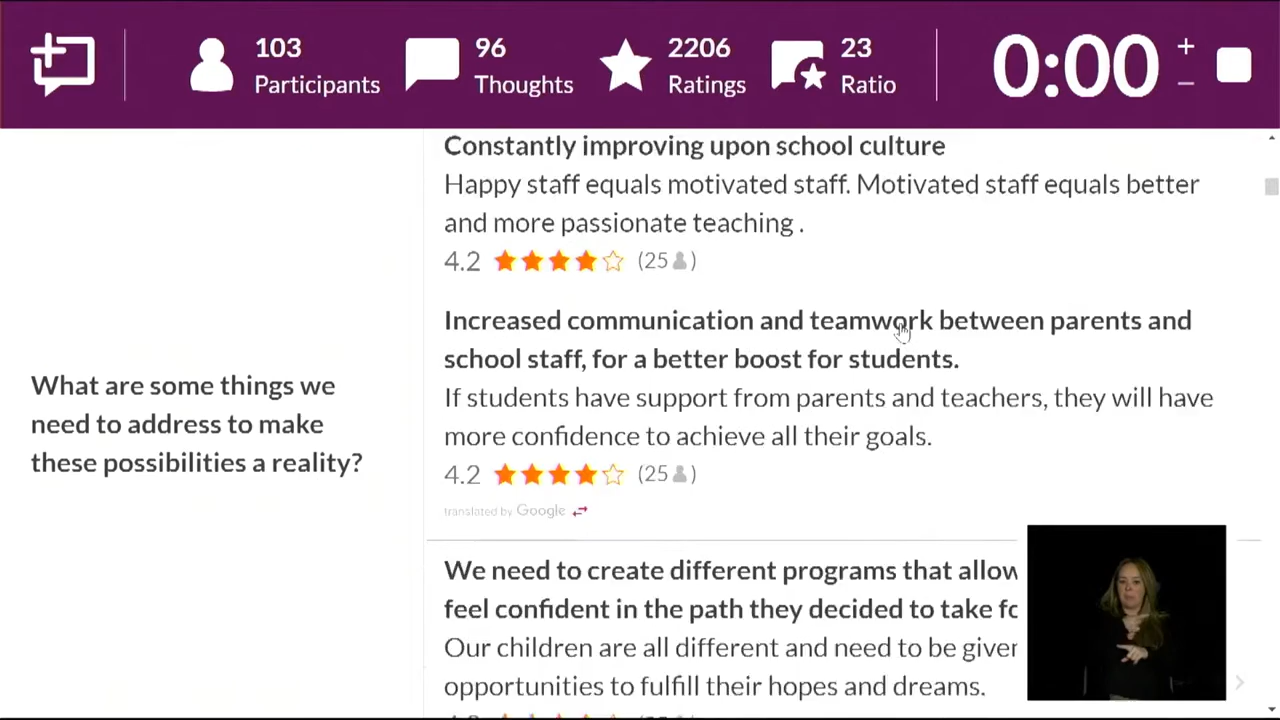 103
Participants
96
Thoughts
2206
Ratings
23
Ratio
0:00
+
−
What are some things we
need to address to make
these possibilities a reality?
Constantly improving upon school culture
Happy staff equals motivated staff. Motivated staff equals better
and more passionate teaching .
4.2 (25)
Increased communication and teamwork between parents and
school staff, for a better boost for students.
If students have support from parents and teachers, they will have
more confidence to achieve all their goals.
4.2 (25)
translated by Google
We need to create different programs that allow
feel confident in the path they decided to take
Our children are all different and need to be
opportunities to fulfill their hopes and dreams.